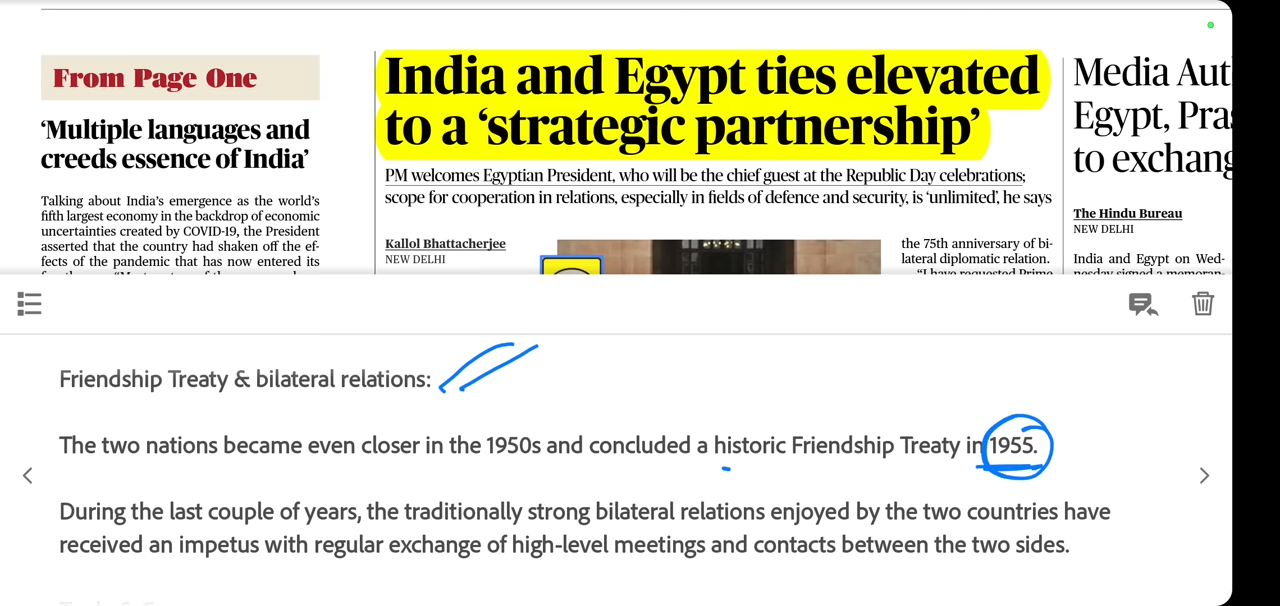 From Page One
‘Multiple languages and
creeds essence of India’
Talking about India’s emergence as the world’s
fifth largest economy in the backdrop of economic
uncertainties created by COVID-19, the President
asserted that the country had shaken off the ef-
fects of the pandemic that has now entered its
India and Egypt ties elevated
to a ‘strategic partnership’
PM welcomes Egyptian President, who will be the chief guest at the Republic Day celebrations;
scope for cooperation in relations, especially in fields of defence and security, is ‘unlimited’, he says
Kallol Bhattacherjee
NEW DELHI
the 75th anniversary of bi-
lateral diplomatic relation.
“I have requested Prime
Media Aut
Egypt, Pras
to exchang
The Hindu Bureau
NEW DELHI
India and Egypt on Wed-
nesday signed a memoran-
Friendship Treaty & bilateral relations:
The two nations became even closer in the 1950s and concluded a historic Friendship Treaty in 1955.
During the last couple of years, the traditionally strong bilateral relations enjoyed by the two countries have
received an impetus with regular exchange of high-level meetings and contacts between the two sides.